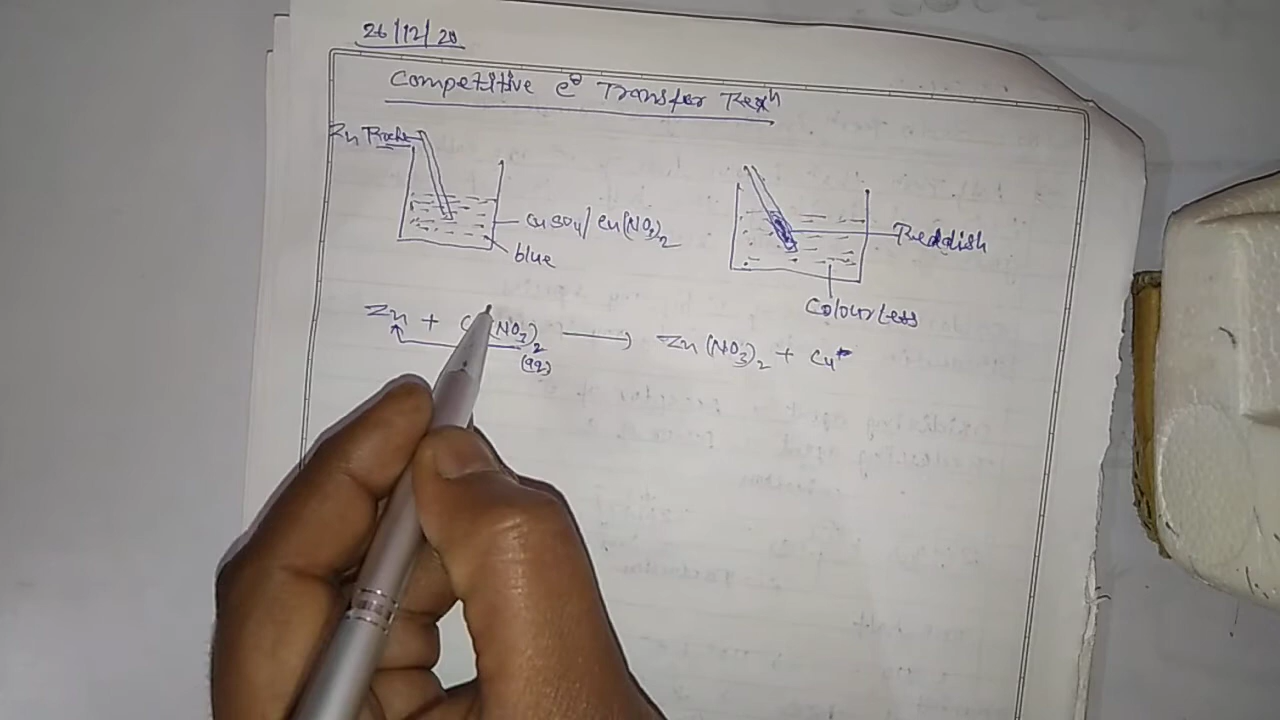 26/12/20
Competitive e⊖ Transfer Rexⁿ
Zn
CuSO4/Cu(NO3)2
blue
Reddish
Colourless
Zn + C (NO3)2 (aq) ⟶ Zn(NO3)2 + Cu